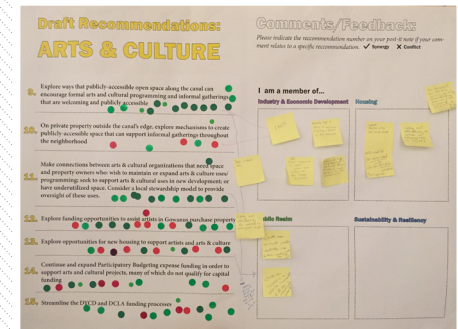 Draft Recommendations:
ARTS & CULTURE
9. Explore ways that publicly-accessible open space along the canal can
encourage formal arts and cultural programming and informal gatherings
that are welcoming and publicly accessible
10. On private property outside the canal's edge, explore mechanisms to create
publicly-accessible space that can support informal gatherings throughout
the neighborhood
11. Make connections between arts & cultural organizations that need space
and property owners who wish to maintain or expand arts & culture uses/
programming; seek to support arts & cultural uses in new development; or
have underutilized space. Consider a local stewardship model to provide
oversight of these uses.
12. Explore funding opportunities to assist artists in Gowanus purchase property
13. Explore opportunities for new housing to support artists and arts & culture
14. Continue and expand Participatory Budgeting expense funding in order to
support arts and cultural projects, many of which do not qualify for capital
funding
15. Streamline the DYCD and DCLA funding processes
Comments/Feedback:
Please indicate the recommendation number on your post-it note if your com-
ment relates to a specific recommendation. ✓ Synergy ✗ Conflict
I am a member of...
Industry & Economic Development
Housing
Public Realm
Sustainability & Resiliency